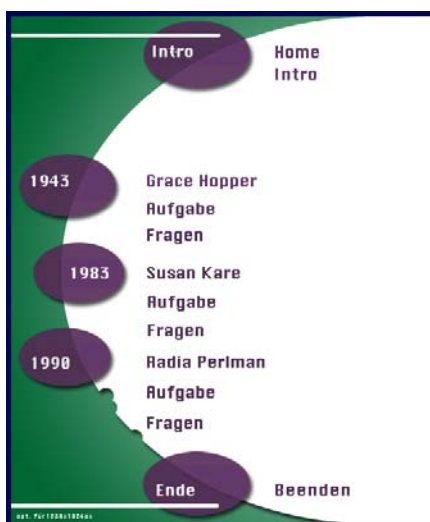 Intro
Home
Intro
1943
Grace Hopper
Aufgabe
Fragen
1983
Susan Kare
Aufgabe
Fragen
1990
Radia Perlman
Aufgabe
Fragen
Ende
Beenden